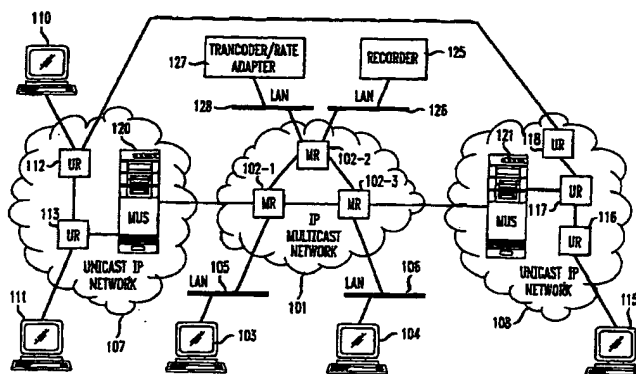 110
127
TRANCODER/RATE
ADAPTER
RECORDER
125
LAN
128
LAN
126
120
112
UR
MR
102-2
121
118
UR
102-1
102-3
113
UR
MUS
MR
MR
MUS
UR
117
UR
116
IP
MULTICAST
NETWORK
101
UNICAST IP
NETWORK
107
LAN
105
LAN
106
UNICAST IP
NETWORK
108
111
103
104
115